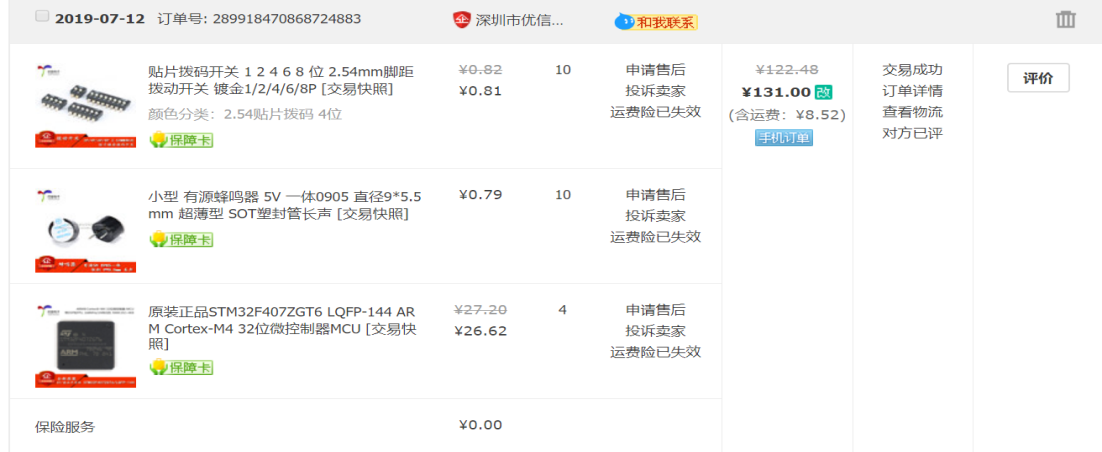 2019-07-12 订单号: 289918470868724883 深圳市优信... 和我联系
贴片拨码开关 1 2 4 6 8 位 2.54mm脚距 ¥0.82 10 申请售后 ¥122.48 交易成功 评价
拨动开关 镀金1/2/4/6/8P [交易快照] ¥0.81 投诉卖家 ¥131.00 改 订单详情
颜色分类：2.54贴片拨码 4位 运费险已失效 (含运费：¥8.52) 查看物流
保障卡 手机订单 对方已评
小型 有源蜂鸣器 5V 一体0905 直径9*5.5 ¥0.79 10 申请售后
mm 超薄型 SOT塑封管长声 [交易快照] 投诉卖家
保障卡 运费险已失效
原装正品STM32F407ZGT6 LQFP-144 AR ¥27.20 4 申请售后
M Cortex-M4 32位微控制器MCU [交易快 ¥26.62 投诉卖家
照] 运费险已失效
保障卡
保险服务 ¥0.00